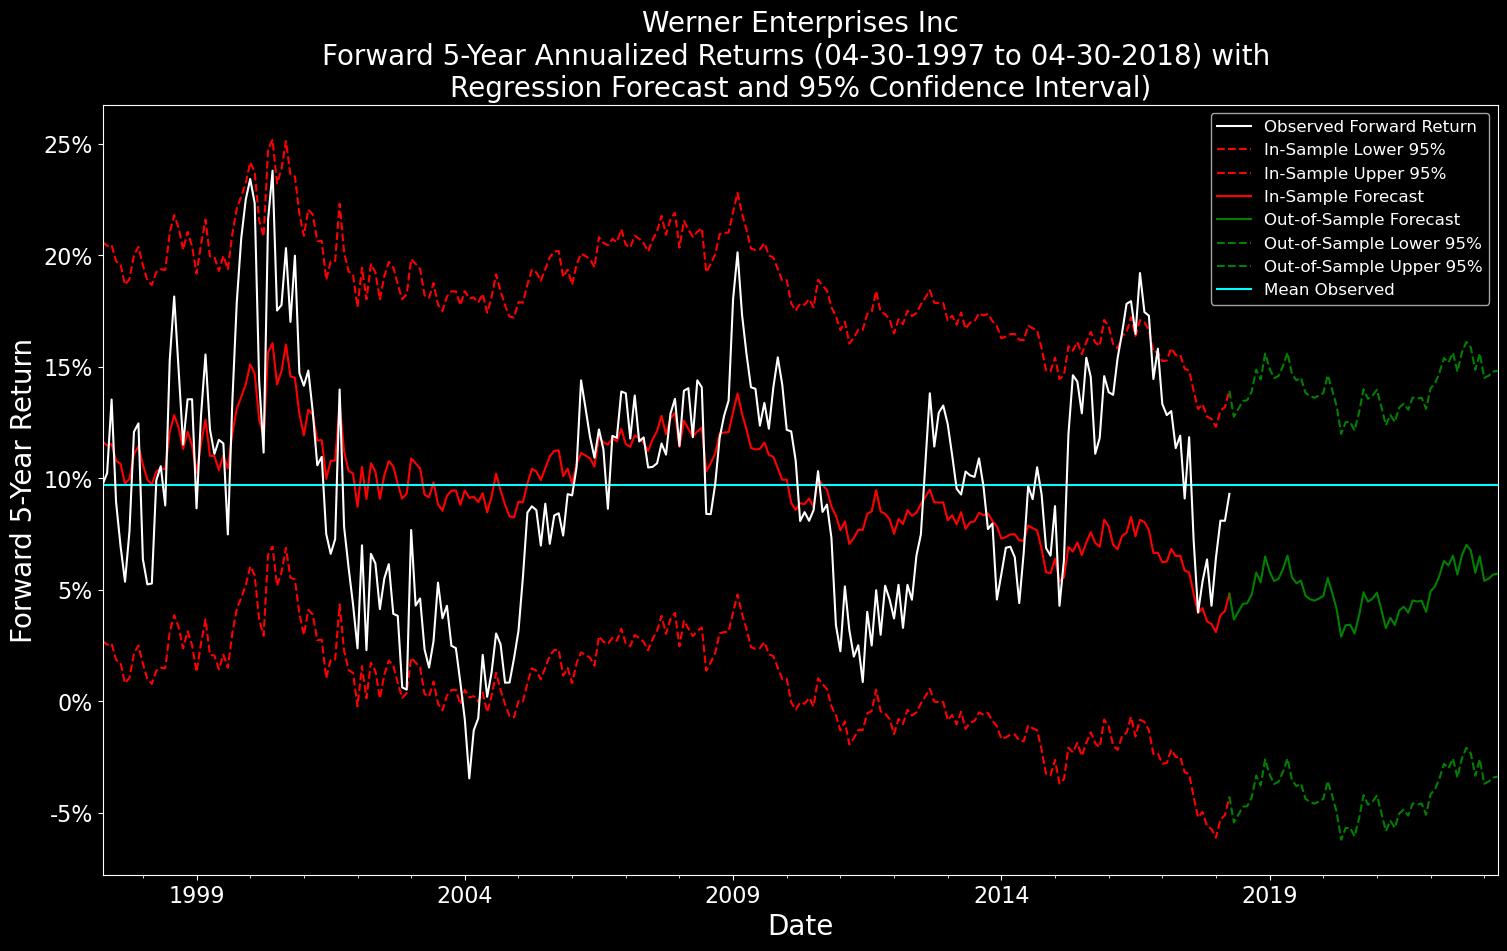 Werner Enterprises Inc
Forward 5-Year Annualized Returns (04-30-1997 to 04-30-2018) with
Regression Forecast and 95% Confidence Interval)
Forward 5-Year Return
25%
20%
15%
10%
5%
0%
-5%
Observed Forward Return
In-Sample Lower 95%
In-Sample Upper 95%
In-Sample Forecast
Out-of-Sample Forecast
Out-of-Sample Lower 95%
Out-of-Sample Upper 95%
Mean Observed
1999
2004
2009
2014
2019
Date